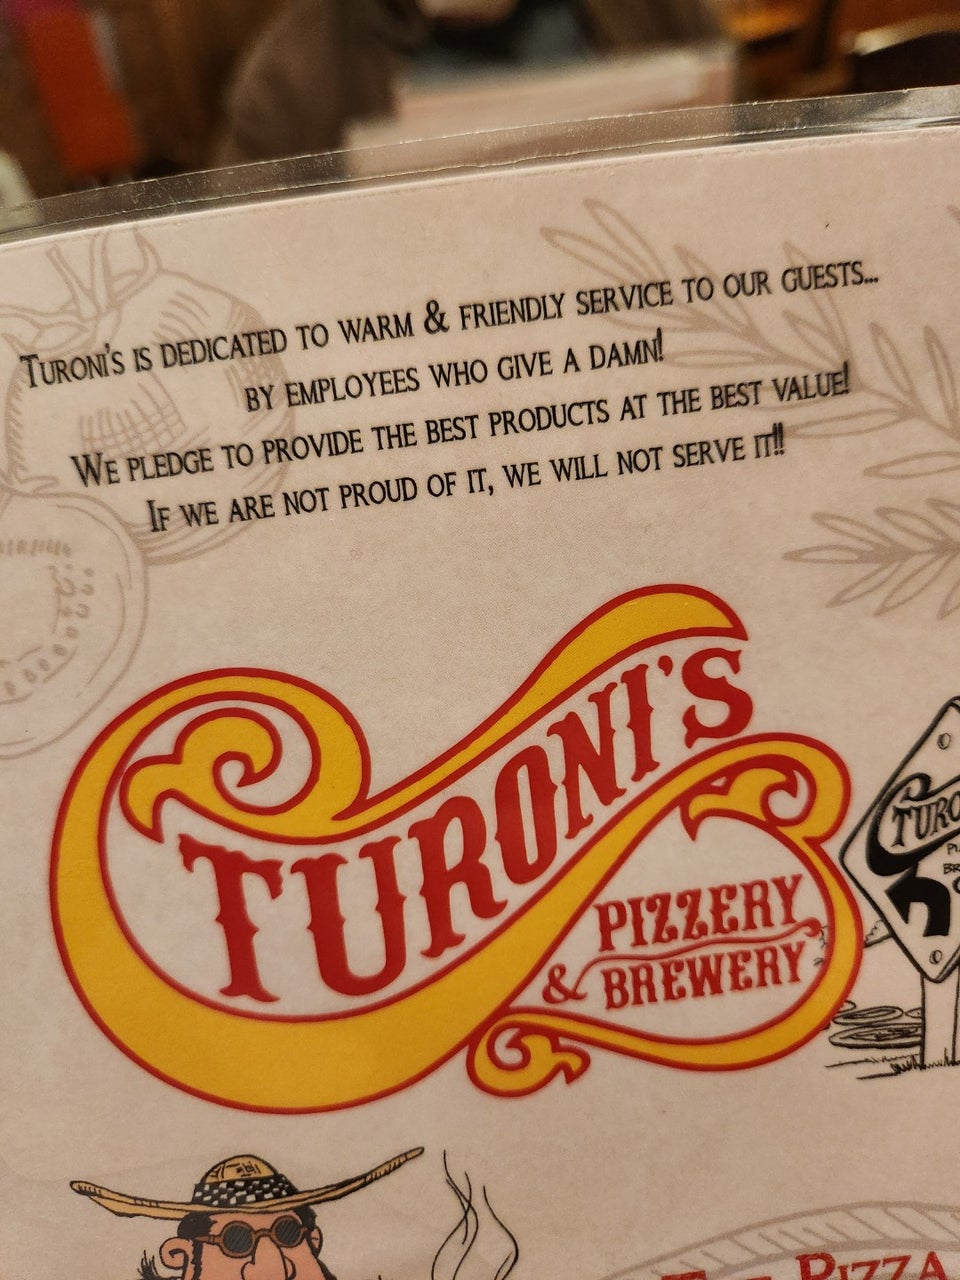 Turoni's is dedicated to warm & friendly service to our guests...
by employees who give a damn!
We pledge to provide the best products at the best value!
If we are not proud of it, we will not serve it!!
TURONI'S
PIZZERY
& BREWERY
PIZZA